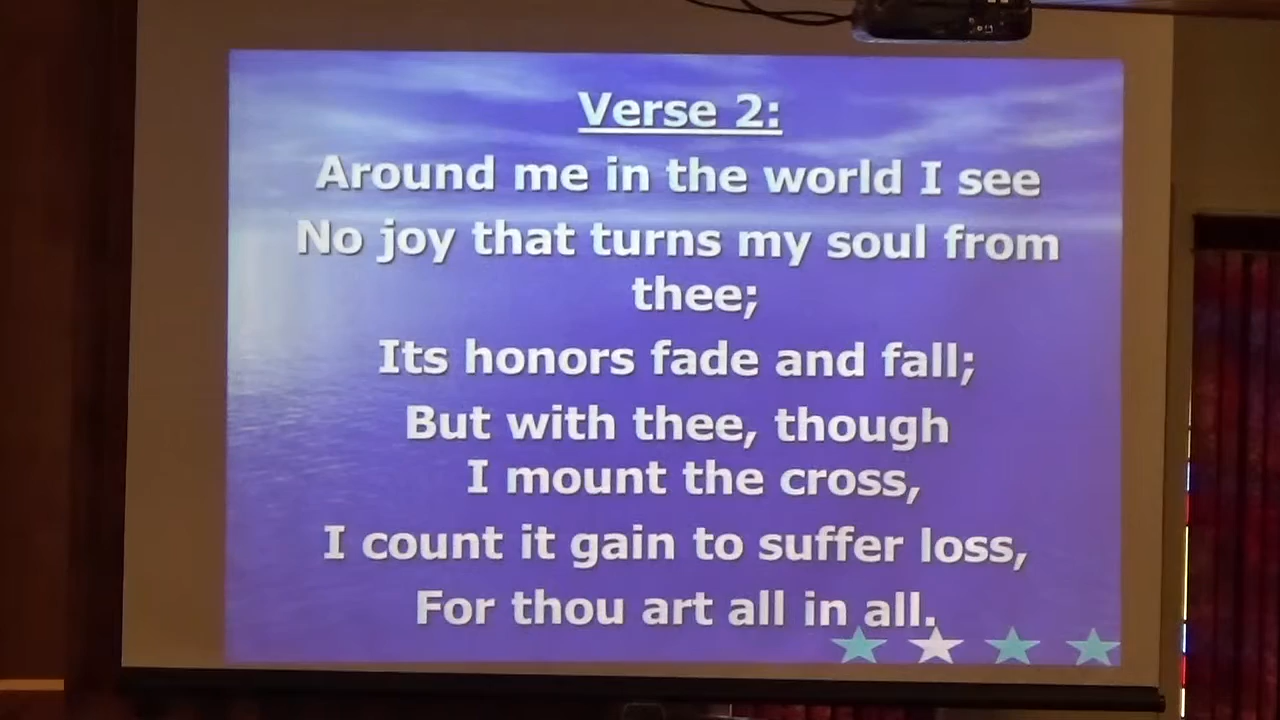 Verse 2:
Around me in the world I see
No joy that turns my soul from
thee;
Its honors fade and fall;
But with thee, though
I mount the cross,
I count it gain to suffer loss,
For thou art all in all.